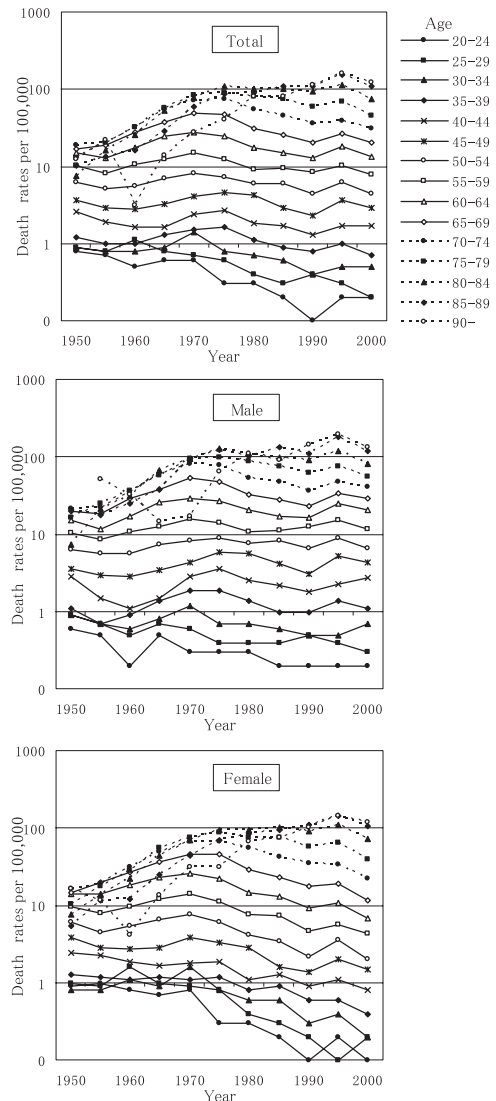 Total
Death rates per 100,000
1000
100
10
1
0
1950 1960 1970 1980 1990 2000
Year
Age
20-24
25-29
30-34
35-39
40-44
45-49
50-54
55-59
60-64
65-69
70-74
75-79
80-84
85-89
90-
Male
Death rates per 100,000
1000
100
10
1
0
1950 1960 1970 1980 1990 2000
Year
Female
Death rates per 100,000
1000
100
10
1
0
1950 1960 1970 1980 1990 2000
Year